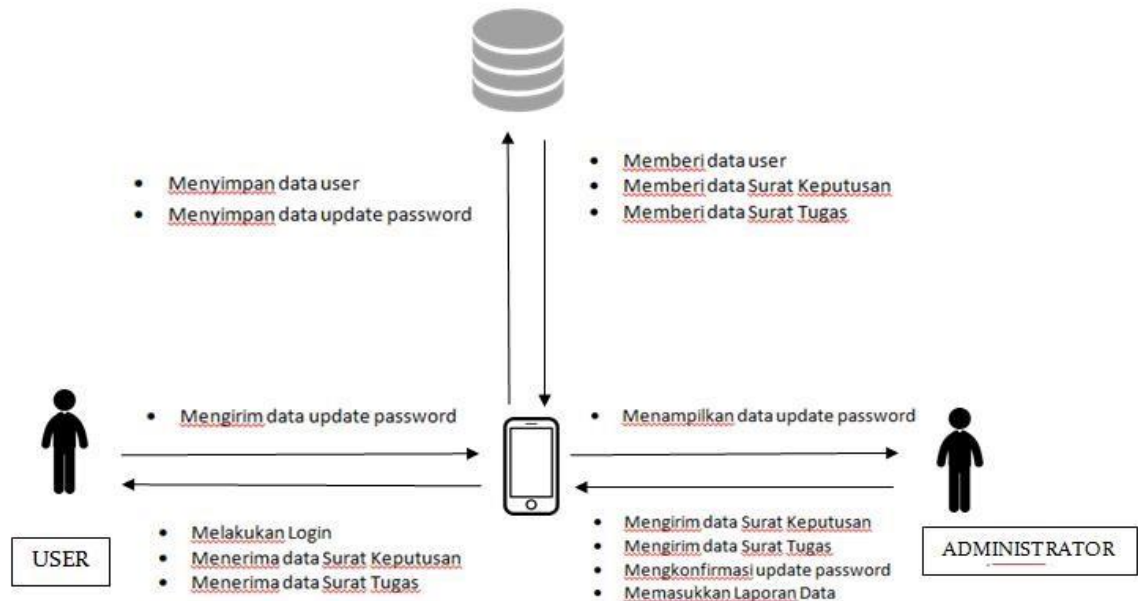 • Menyimpan data user
• Menyimpan data update password
• Memberi data user
• Memberi data Surat Keputusan
• Memberi data Surat Tugas
• Mengirim data update password
• Menampilkan data update password
USER
• Melakukan Login
• Menerima data Surat Keputusan
• Menerima data Surat Tugas
• Mengirim data Surat Keputusan
• Mengirim data Surat Tugas
• Mengkonfirmasi update password
• Memasukkan Laporan Data
ADMINISTRATOR